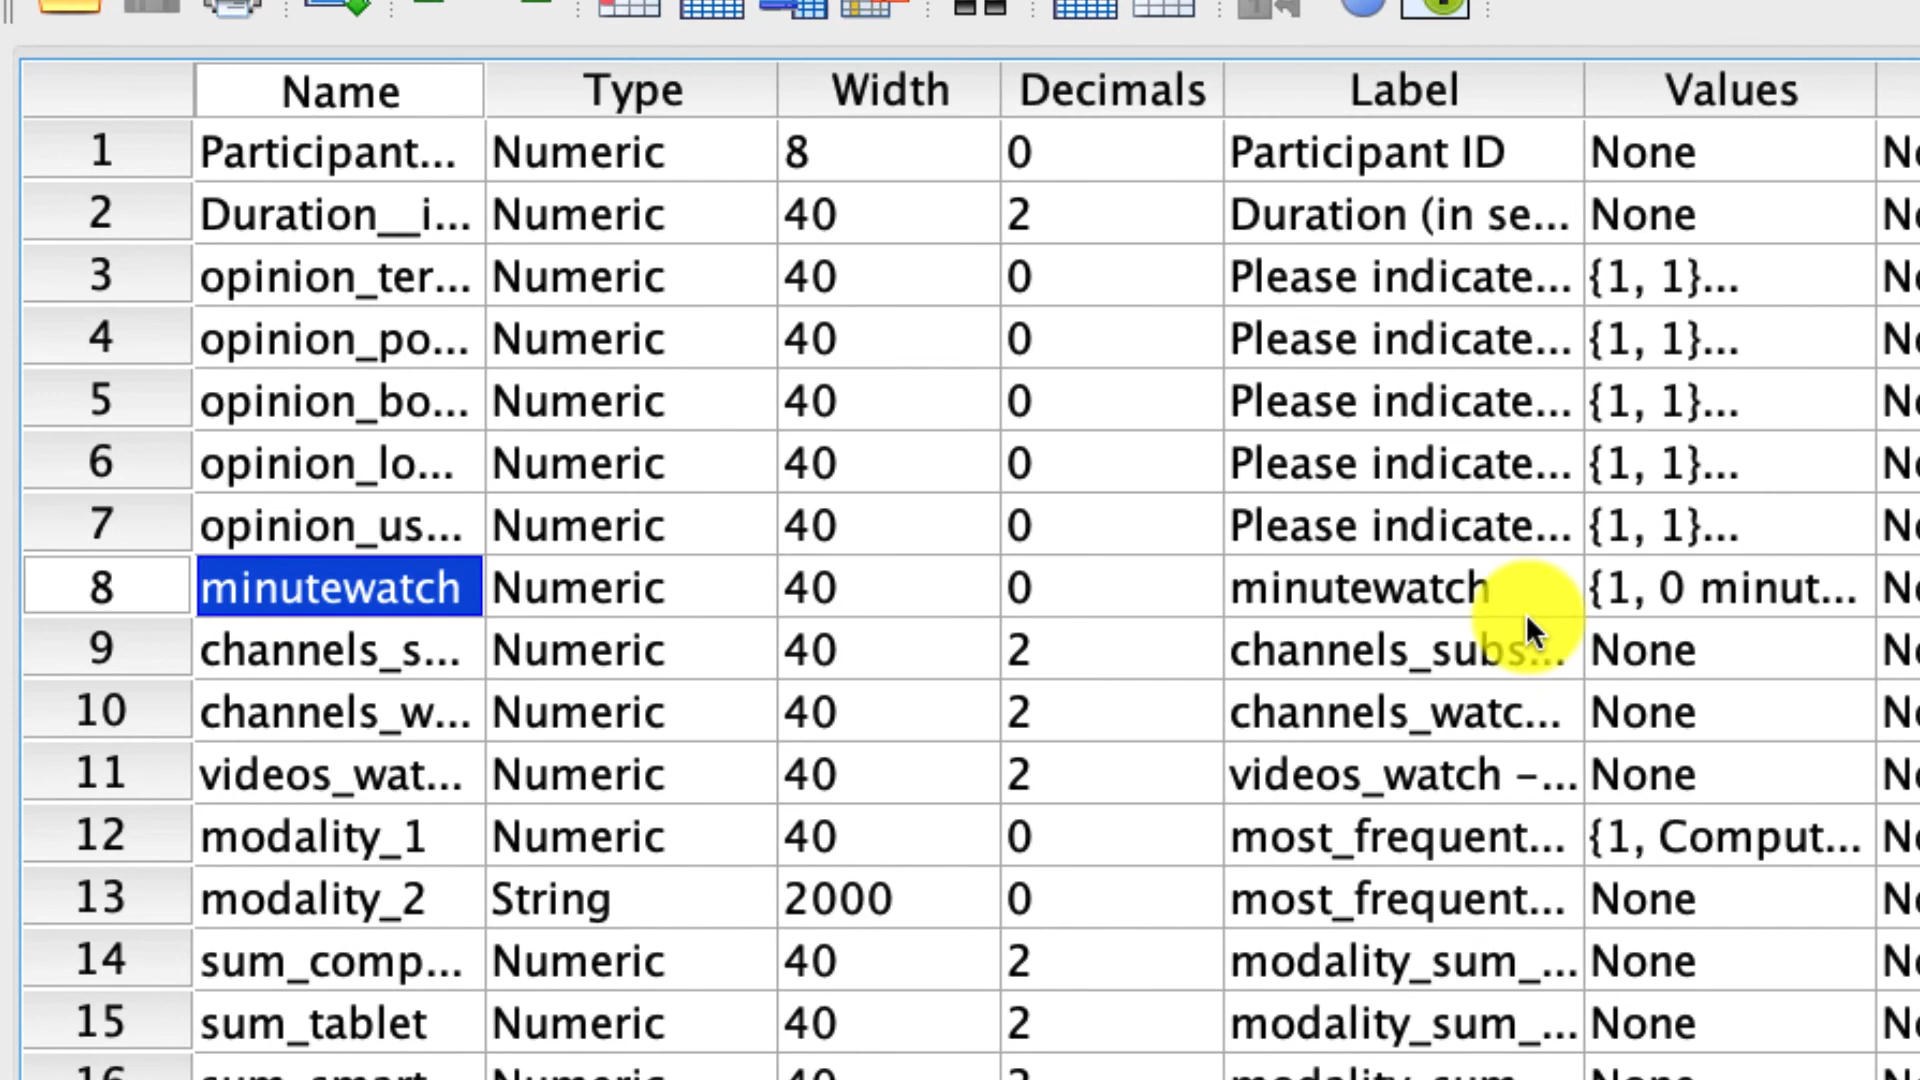 Name Type Width Decimals Label Values
1 Participant... Numeric 8 0 Participant ID None
2 Duration__i... Numeric 40 2 Duration (in se... None
3 opinion_ter... Numeric 40 0 Please indicate... {1, 1}...
4 opinion_po... Numeric 40 0 Please indicate... {1, 1}...
5 opinion_bo... Numeric 40 0 Please indicate... {1, 1}...
6 opinion_lo... Numeric 40 0 Please indicate... {1, 1}...
7 opinion_us... Numeric 40 0 Please indicate... {1, 1}...
8 minutewatch Numeric 40 0 minutewatch {1, 0 minut...
9 channels_s... Numeric 40 2 channels_subs... None
10 channels_w... Numeric 40 2 channels_watc... None
11 videos_wat... Numeric 40 2 videos_watch –... None
12 modality_1 Numeric 40 0 most_frequent... {1, Comput...
13 modality_2 String 2000 0 most_frequent... None
14 sum_comp... Numeric 40 2 modality_sum_... None
15 sum_tablet Numeric 40 2 modality_sum_... None